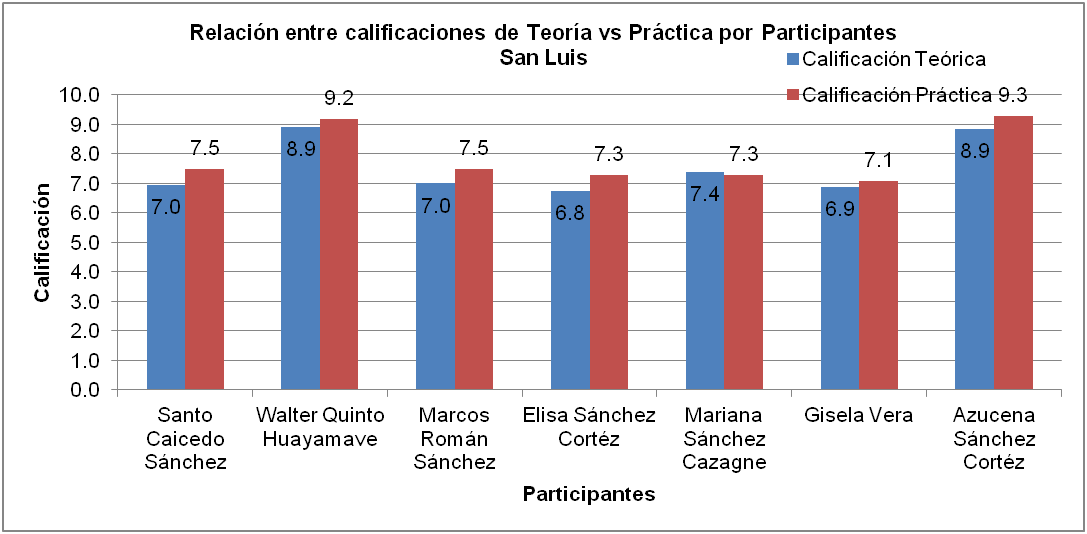 Relación entre calificaciones de Teoría vs Práctica por Participantes
San Luis
Calificación Teórica
Calificación Práctica
10.0
9.0
8.0
7.0
6.0
5.0
4.0
3.0
2.0
1.0
0.0
Calificación
7.0
7.5
8.9
9.2
7.0
7.5
6.8
7.3
7.4
7.3
6.9
7.1
8.9
9.3
Santo
Caicedo
Sánchez
Walter Quinto
Huayamave
Marcos
Román
Sánchez
Elisa Sánchez
Cortéz
Mariana
Sánchez
Cazagne
Gisela Vera
Azucena
Sánchez
Cortéz
Participantes